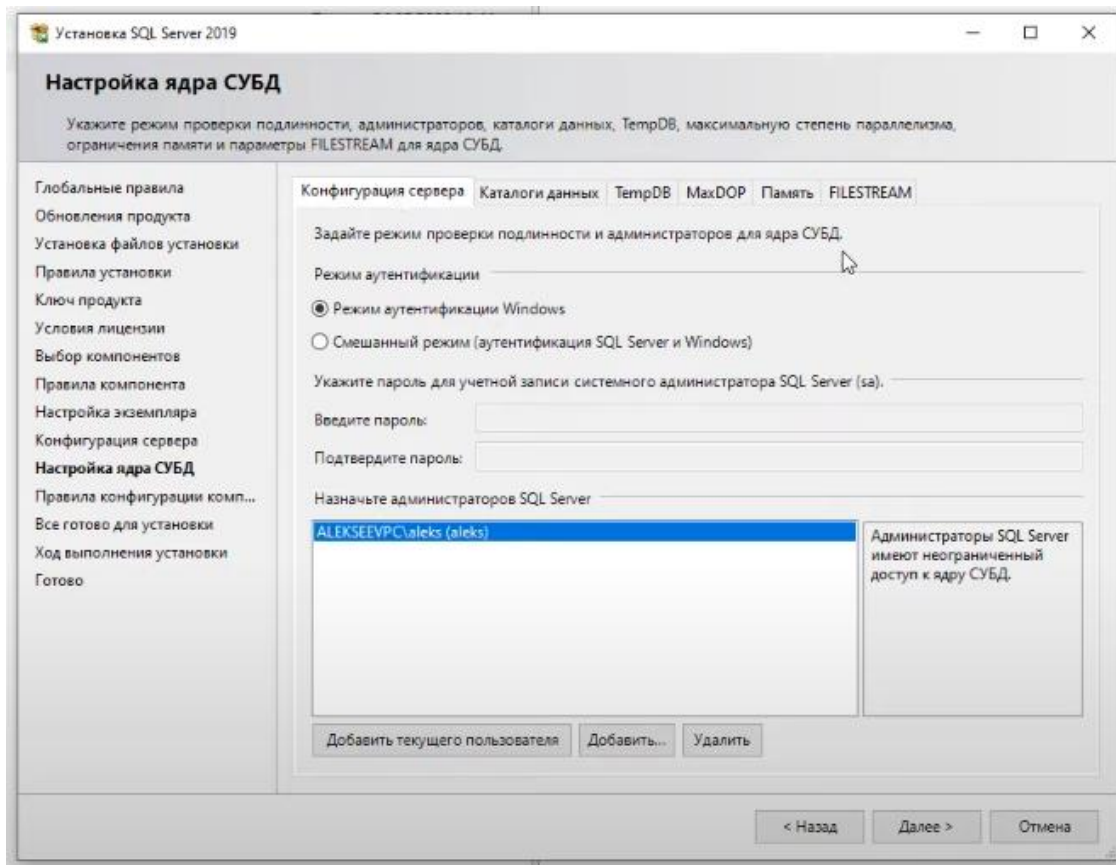 Установка SQL Server 2019
Настройка ядра СУБД
Укажите режим проверки подлинности, администраторов, каталоги данных, TempDB, максимальную степень параллелизма,
ограничения памяти и параметры FILESTREAM для ядра СУБД.
Глобальные правила
Обновления продукта
Установка файлов установки
Правила установки
Ключ продукта
Условия лицензии
Выбор компонентов
Правила компонента
Настройка экземпляра
Конфигурация сервера
Настройка ядра СУБД
Правила конфигурации комп...
Все готово для установки
Ход выполнения установки
Готово
Конфигурация сервера Каталоги данных TempDB MaxDOP Память FILESTREAM
Задайте режим проверки подлинности и администраторов для ядра СУБД.
Режим аутентификации
Режим аутентификации Windows
Смешанный режим (аутентификация SQL Server и Windows)
Укажите пароль для учетной записи системного администратора SQL Server (sa).
Введите пароль:
Подтвердите пароль:
Назначьте администраторов SQL Server
ALEKSEEVPC\aleks (aleks)
Администраторы SQL Server
имеют неограниченный
доступ к ядру СУБД.
Добавить текущего пользователя Добавить... Удалить
< Назад Далее > Отмена